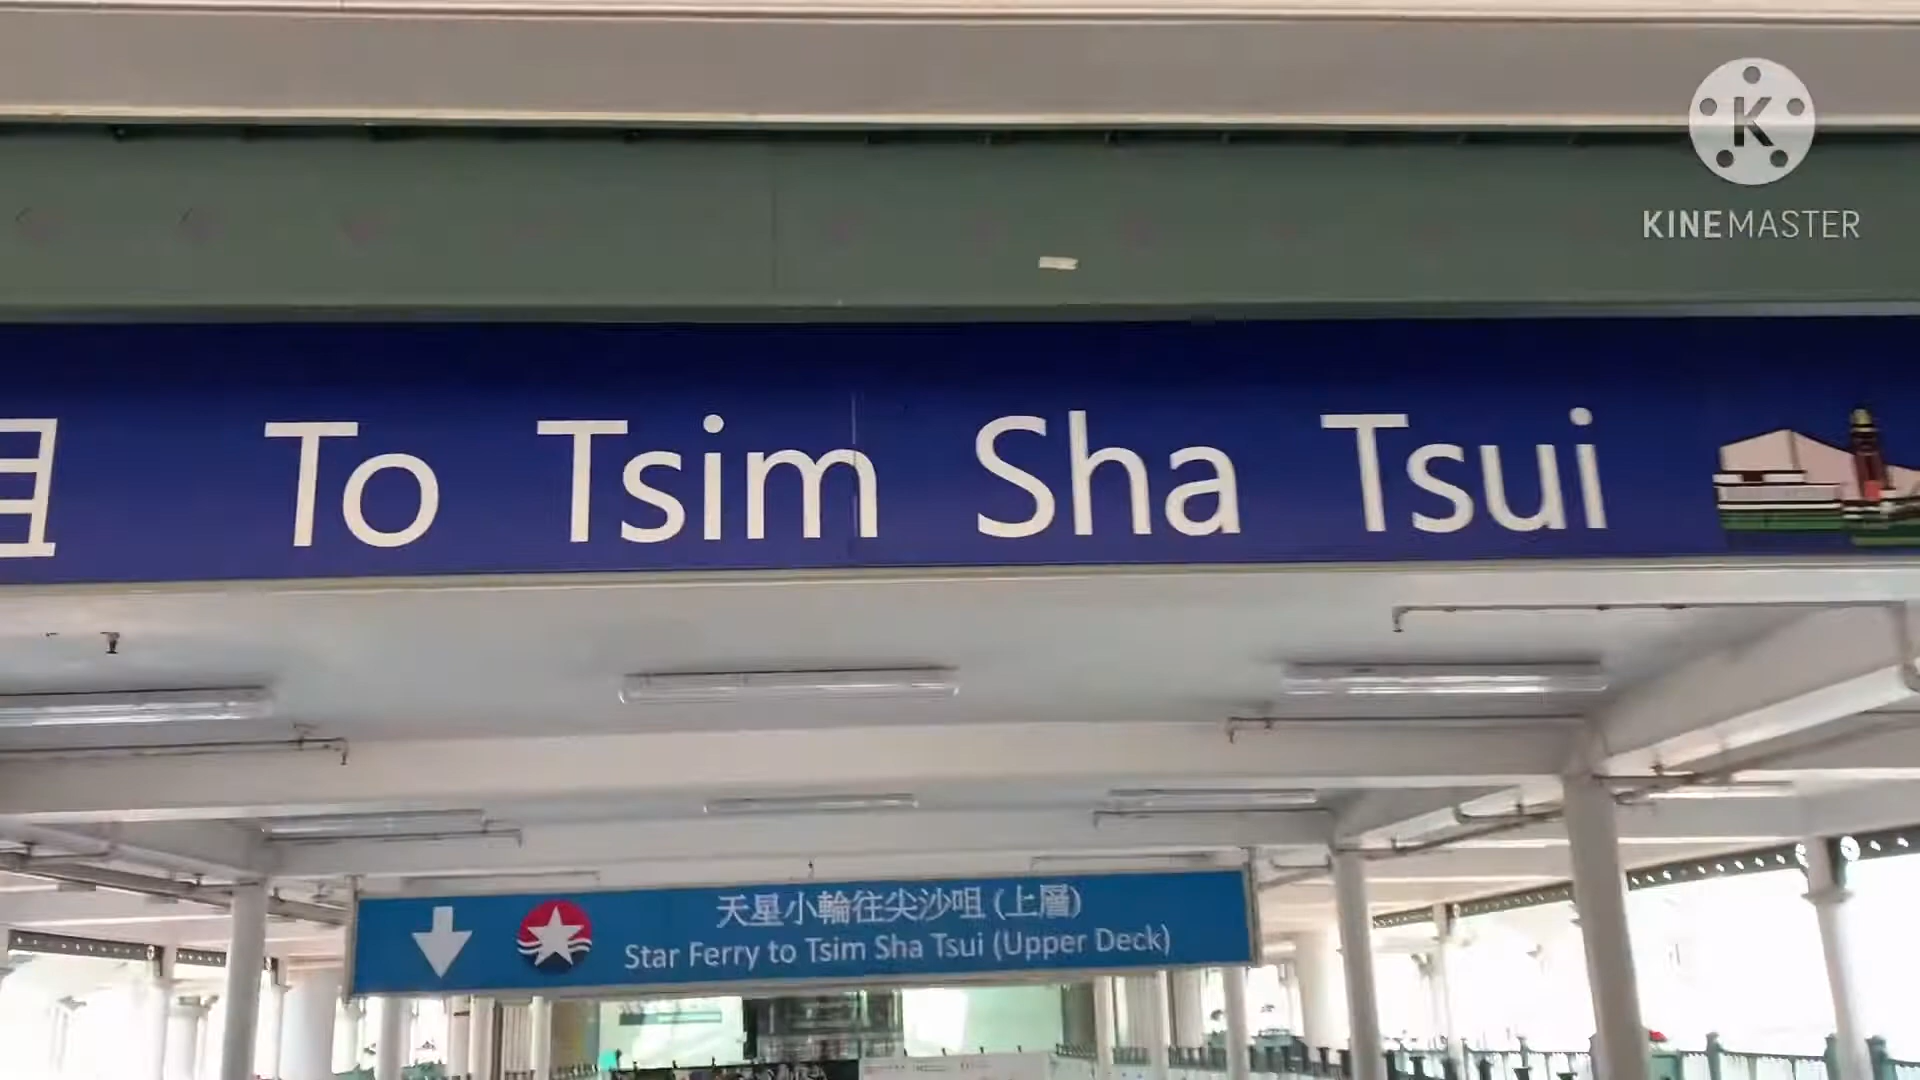 K
KINEMASTER
咀 To Tsim Sha Tsui
天星小輪往尖沙咀 (上層)
Star Ferry to Tsim Sha Tsui (Upper Deck)